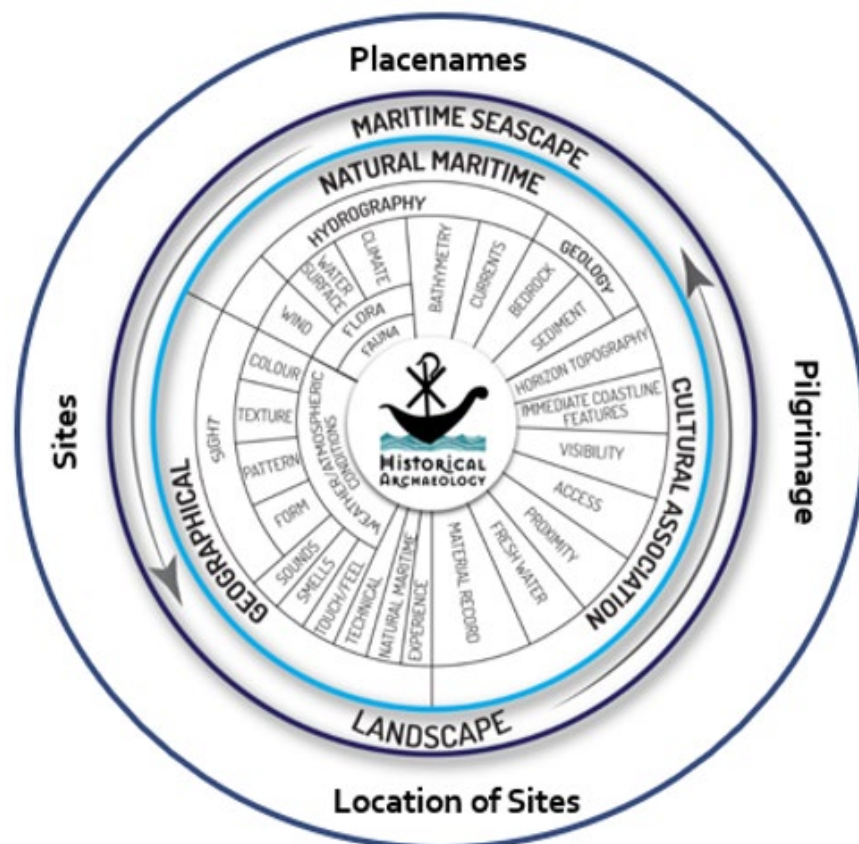 Placenames
MARITIME SEASCAPE
NATURAL MARITIME
HYDROGRAPHY
GEOLOGY
WATER
SURFACE
CLIMATE
BATHYMETRY
CURRENTS
BEDROCK
SEDIMENT
WIND
FLORA
FAUNA
HORIZON TOPOGRAPHY
IMMEDIATE COASTLINE
FEATURES
VISIBILITY
ACCESS
PROXIMITY
FRESH WATER
MATERIAL RECORD
CULTURAL ASSOCIATION
Pilgrimage
Sites
SIGHT
COLOUR
TEXTURE
PATTERN
FORM
WEATHER/ATMOSPHERIC
CONDITIONS
HISTORICAL
ARCHAEOLOGY
SOUNDS
SMELLS
TOUCH/FEEL
TECHNICAL
NATURAL MARITIME
EXPERIENCE
GEOGRAPHICAL
LANDSCAPE
Location of Sites